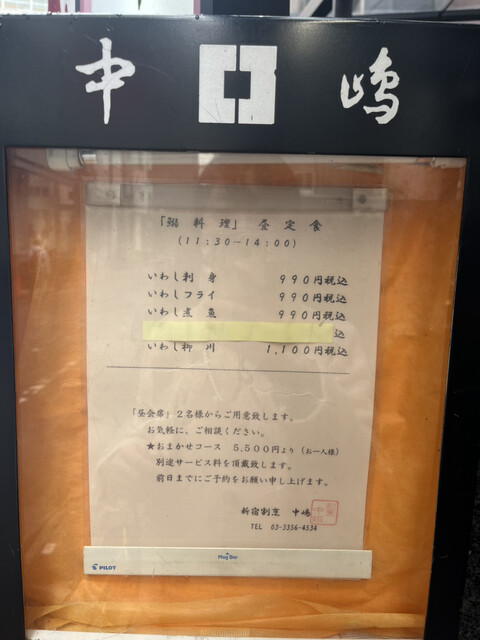 中嶋
「鰯料理」昼定食
(11:30－14:00)
いわし刺身 990円税込
いわしフライ 990円税込
いわし煮魚 990円税込
込
いわし柳川 1,100円税込
「昼会席」2名様からご用意致します。
お気軽に、ご相談ください。
★おまかせコース 5,500円より (お一人様)
別途サービス料を頂戴致します。
前日までにご予約をお願い申し上げます。
新宿割烹 中嶋
TEL 03-3356-4534
Mag Bar
PILOT